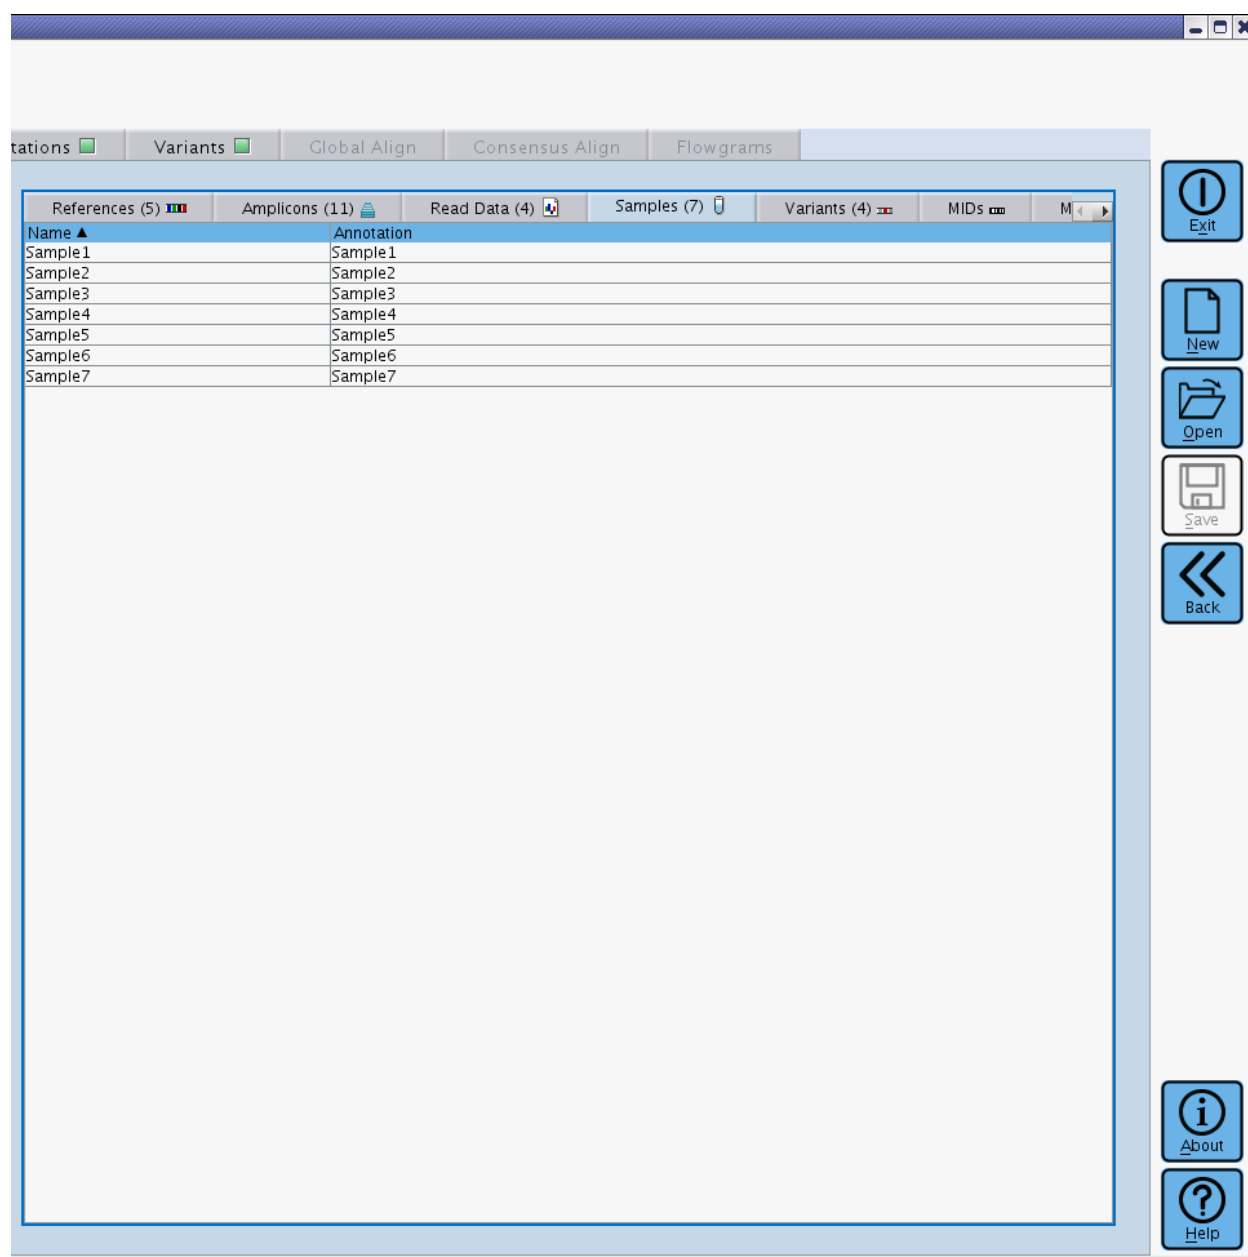 tations Variants Global Align Consensus Align Flowgrams
References (5) Amplicons (11) Read Data (4) Samples (7) Variants (4) MIDs M
Name ▲ Annotation
Sample1 Sample1
Sample2 Sample2
Sample3 Sample3
Sample4 Sample4
Sample5 Sample5
Sample6 Sample6
Sample7 Sample7
Exit
New
Open
Save
Back
About
Help